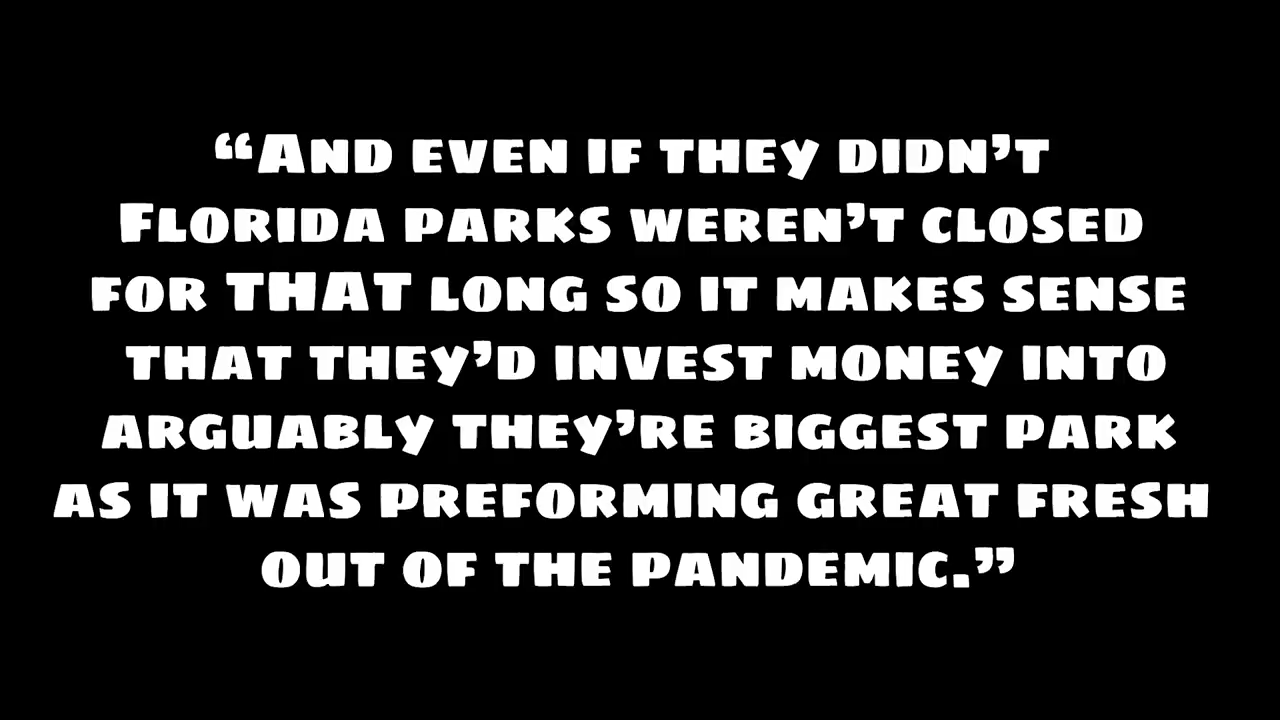 “And even if they didn’t
Florida parks weren’t closed
for THAT long so it makes sense
that they’d invest money into
arguably they’re biggest park
as it was preforming great fresh
out of the pandemic.”